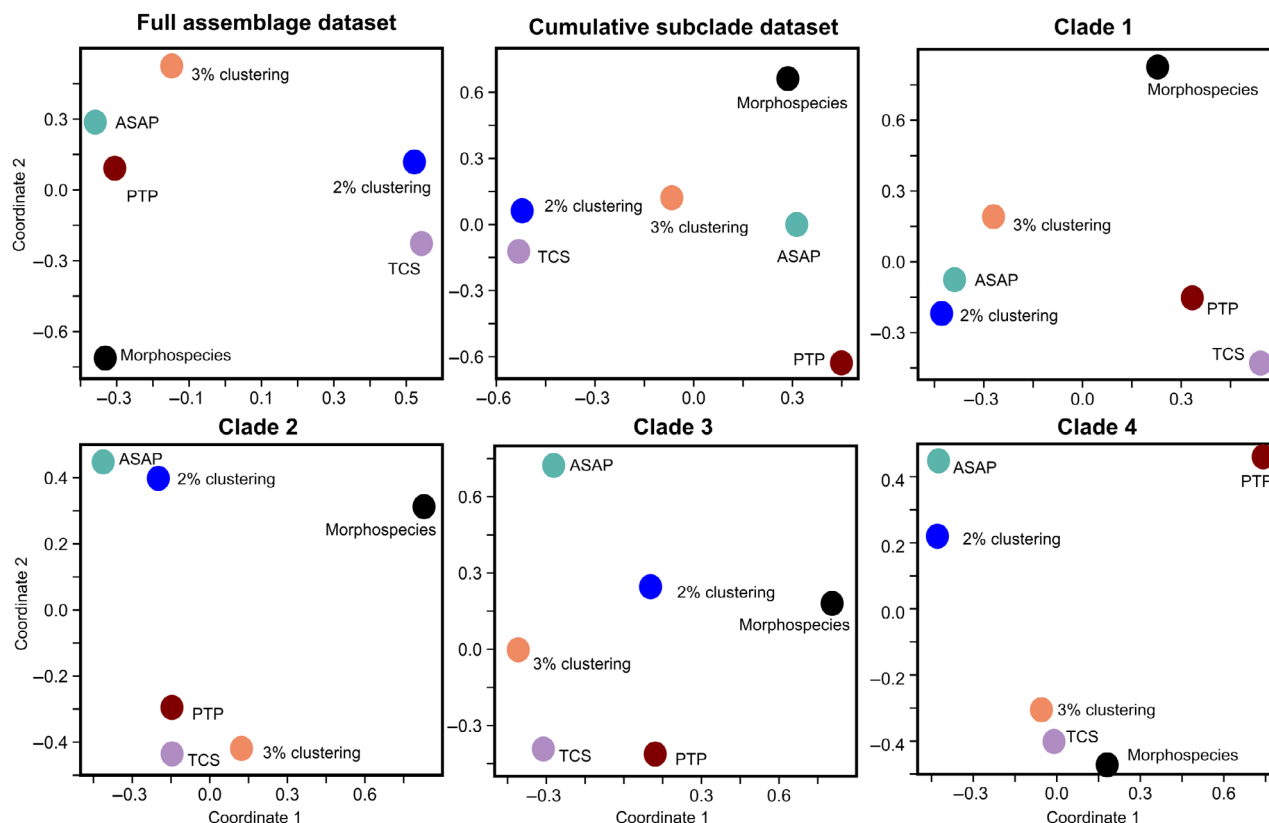 Full assemblage dataset
3% clustering
ASAP
PTP
2% clustering
TCS
Morphospecies
Coordinate 2
0.3
0.0
–0.3
–0.6
–0.3
–0.1
0.1
0.3
0.5
Cumulative subclade dataset
Morphospecies
2% clustering
3% clustering
TCS
ASAP
PTP
0.6
0.3
0.0
–0.3
–0.6
–0.6
–0.3
0.0
0.3
Clade 1
Morphospecies
3% clustering
ASAP
2% clustering
PTP
TCS
0.6
0.3
0.0
–0.3
–0.3
0.0
0.3
Clade 2
ASAP
2% clustering
Morphospecies
PTP
TCS
3% clustering
Coordinate 2
0.4
0.2
0.0
–0.2
–0.4
–0.3
0.0
0.3
0.6
Coordinate 1
Clade 3
ASAP
2% clustering
Morphospecies
3% clustering
TCS
PTP
0.6
0.3
0.0
–0.3
–0.3
0.0
0.3
0.6
Coordinate 1
Clade 4
ASAP
PTP
2% clustering
3% clustering
TCS
Morphospecies
0.4
0.2
0.0
–0.2
–0.4
–0.3
0.0
0.3
0.6
Coordinate 1